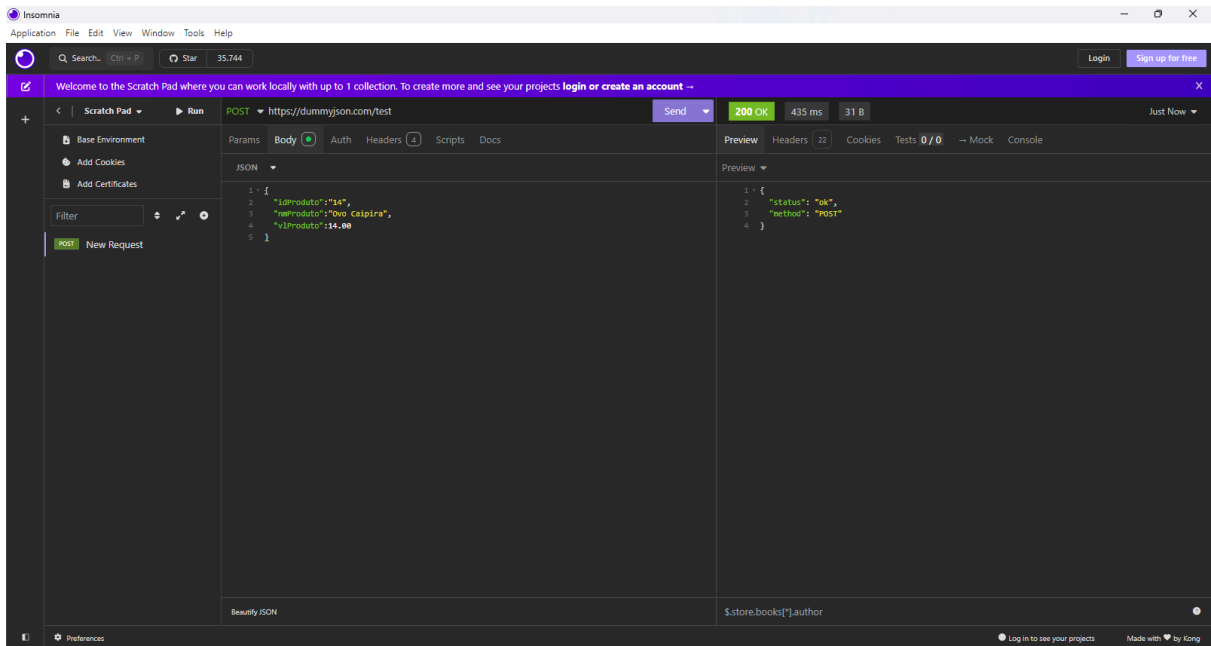 Insomnia
Application File Edit View Window Tools Help
Search.. Ctrl + P Star 35.744 Login Sign up for free
Welcome to the Scratch Pad where you can work locally with up to 1 collection. To create more and see your projects login or create an account → X
Scratch Pad Run POST https://dummyjson.com/test Send 200 OK 435 ms 31 B Just Now
Base Environment Params Body Auth Headers 4 Scripts Docs Preview Headers 22 Cookies Tests 0 / 0 → Mock Console
Add Cookies JSON Preview
Add Certificates
1 { 1 {
2 "idProduto":"14", 2 "status": "ok",
3 "nmProduto":"Ovo Caipira", 3 "method": "POST"
4 "vlProduto":14.00 4 }
5 }
Filter
POST New Request
Beautify JSON $.store.books[*].author
Preferences Log in to see your projects Made with ♥ by Kong